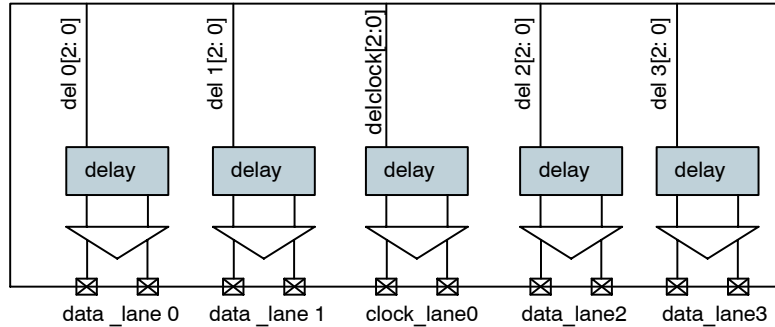 del 0[2: 0]
del 1[2: 0]
delclock[2:0]
del 2[2: 0]
del 3[2: 0]
delay
delay
delay
delay
delay
data _lane 0
data _lane 1
clock_lane0
data_lane2
data_lane3